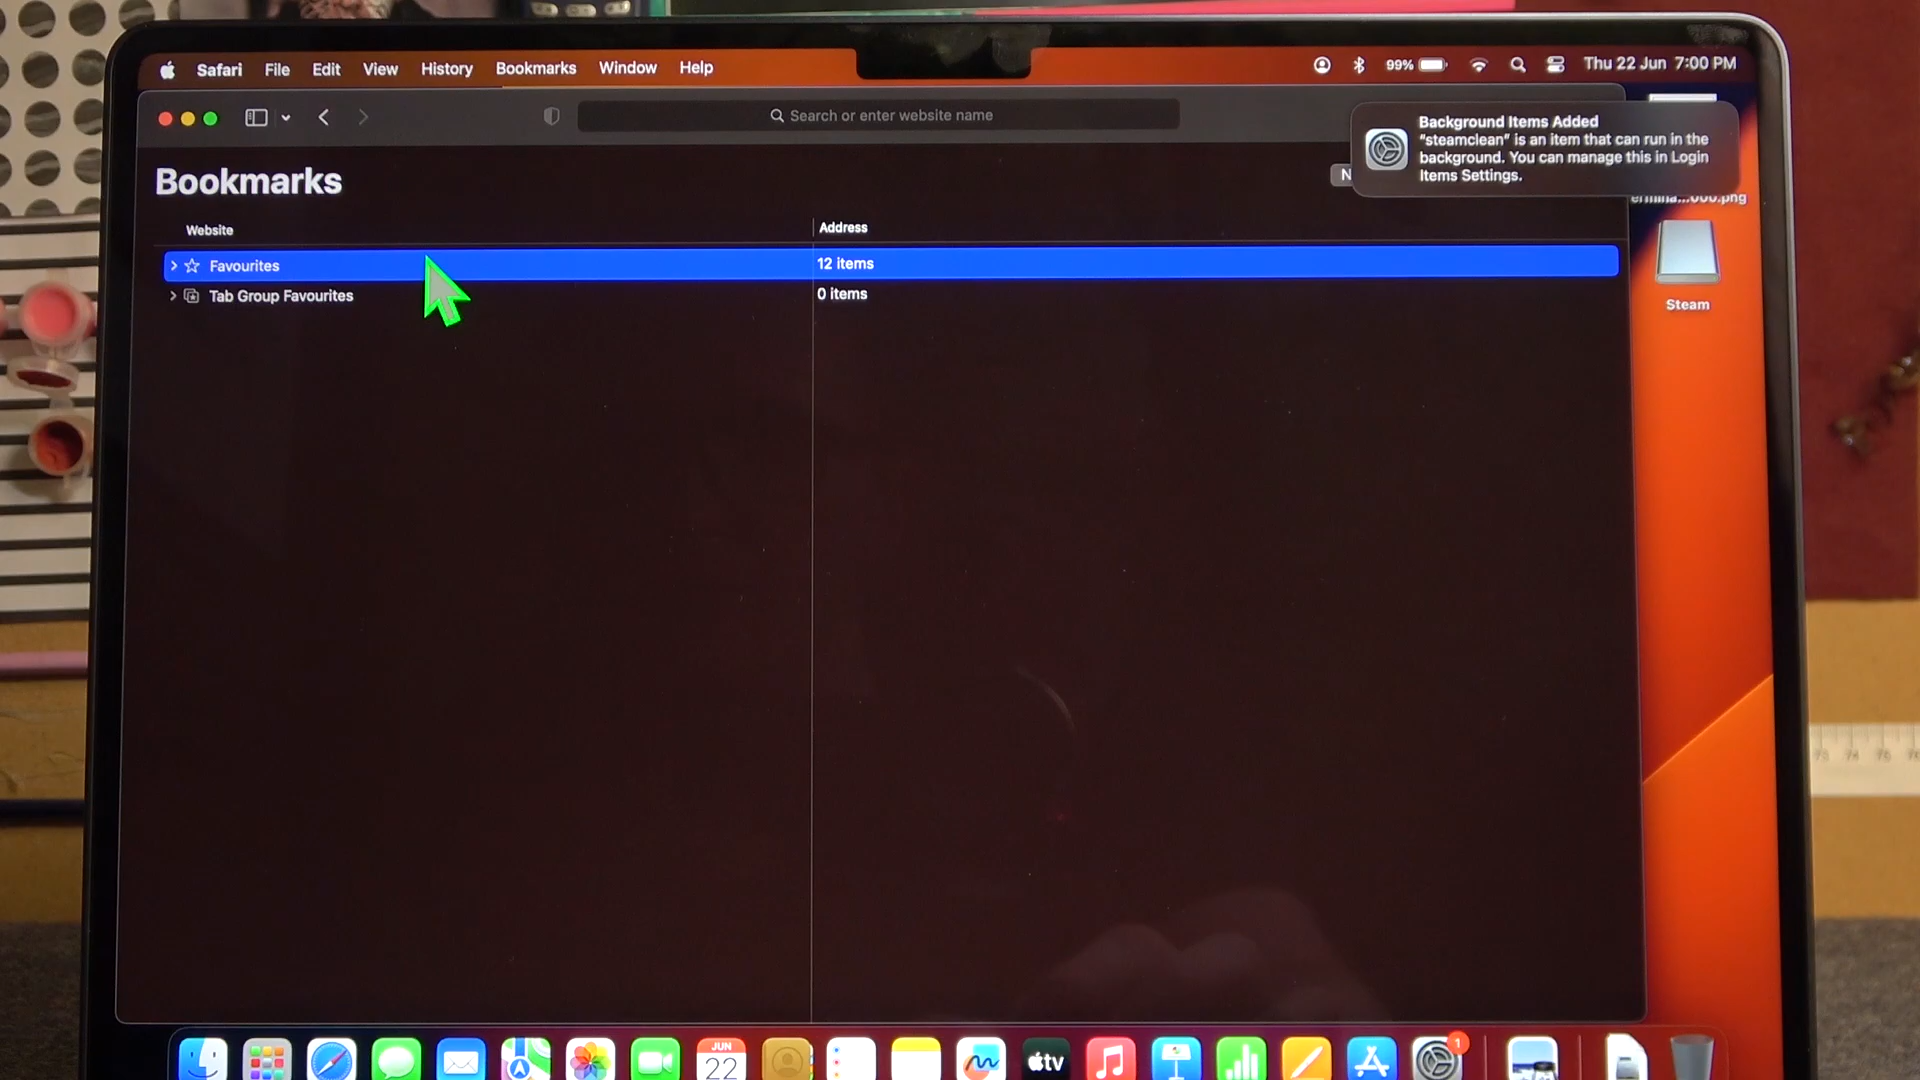 Safari File Edit View History Bookmarks Window Help
99% Thu 22 Jun 7:00 PM
Search or enter website name
Background Items Added
“steamclean” is an item that can run in the
background. You can manage this in Login
Items Settings.
Bookmarks
N
Website Address
Favourites 12 items
Tab Group Favourites 0 items
Steam
JUN
22
tv
1